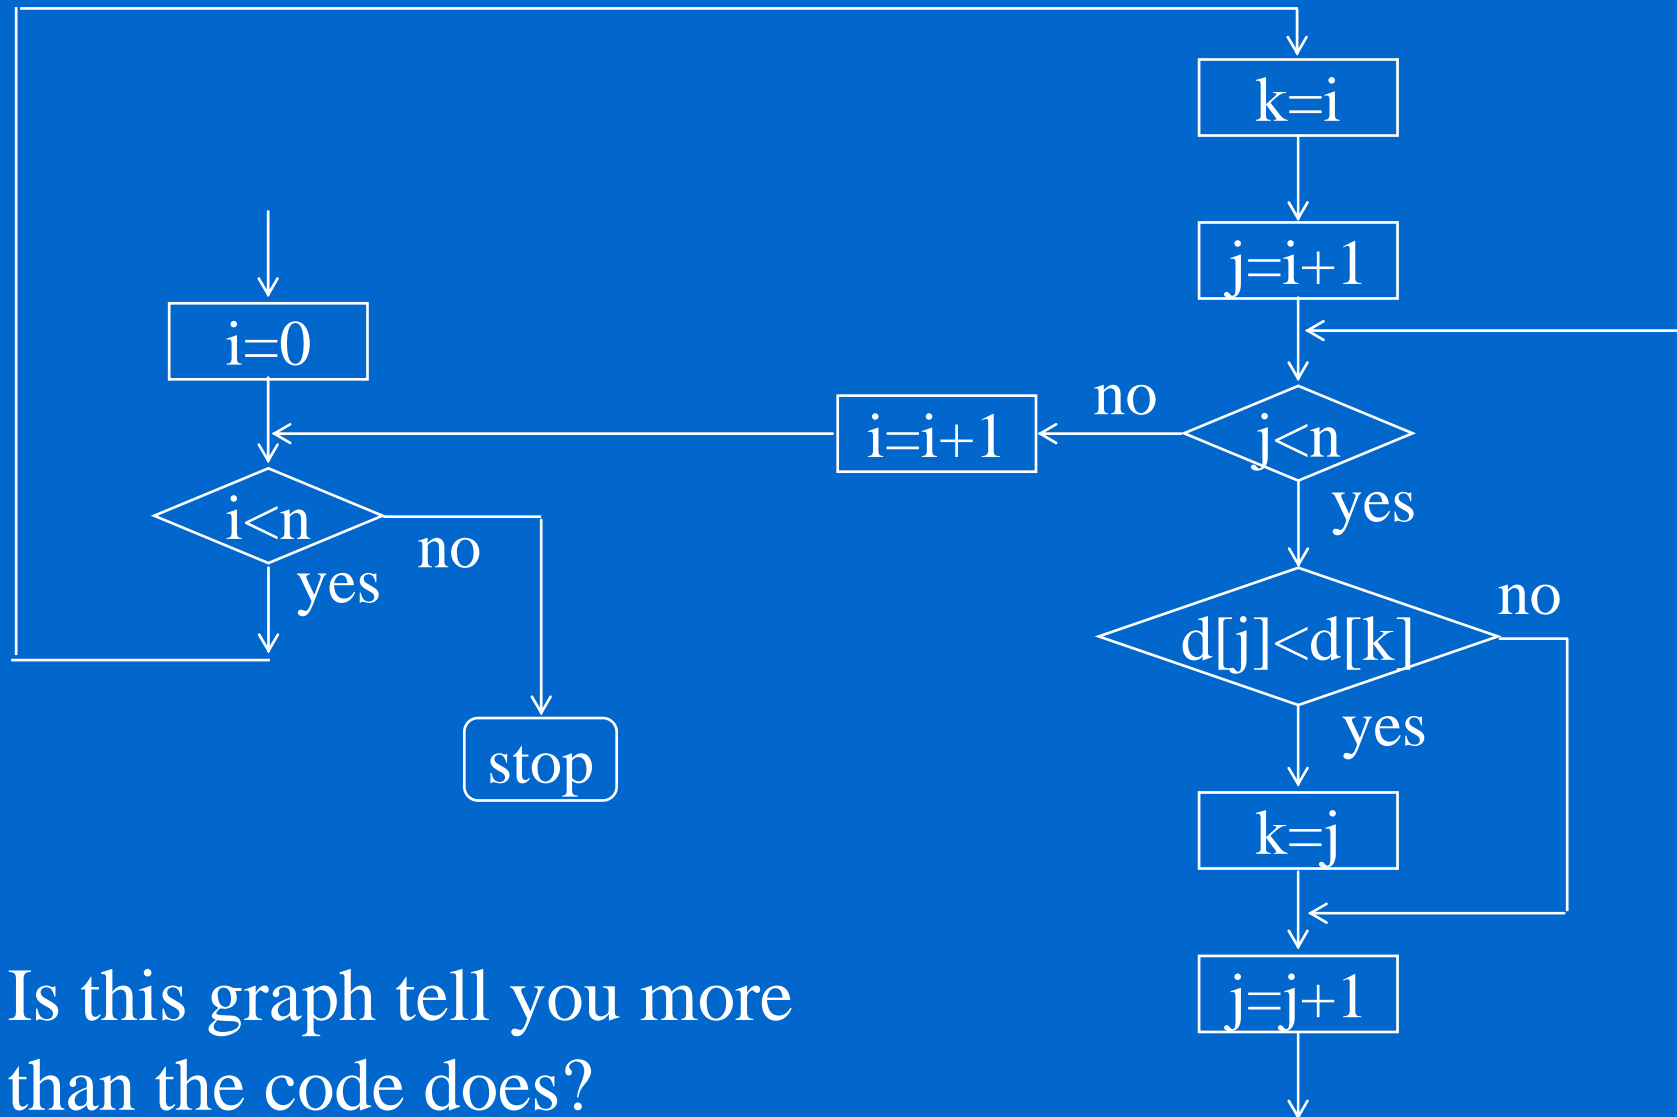 k=i
j=i+1
i=0
no
i=i+1
j<n
yes
i<n
no
yes
no
d[j]<d[k]
yes
stop
k=j
j=j+1
Is this graph tell you more
than the code does?